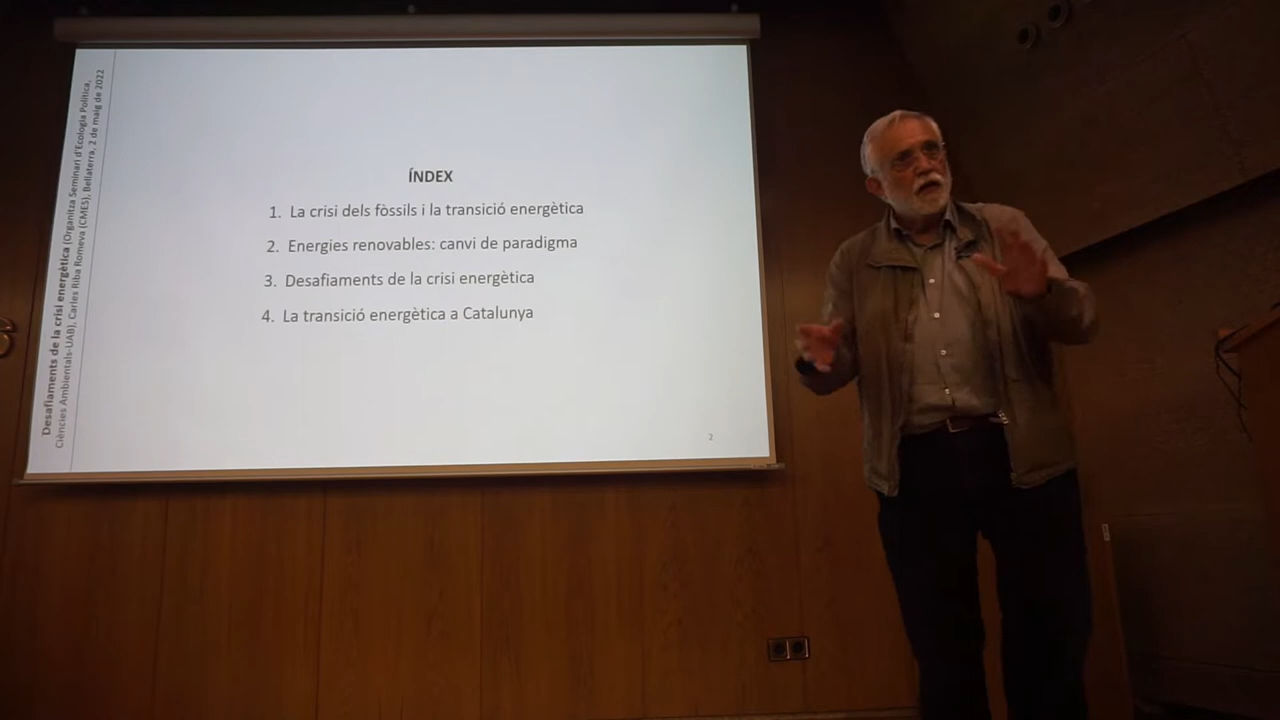 Desafiaments de la crisi energètica (Organitza Seminari d'Ecologia Política,
Ciències Ambientals-UAB), Carles Riba Romeva (CMES), Bellaterra, 2 de maig de 2022
ÍNDEX
1. La crisi dels fòssils i la transició energètica
2. Energies renovables: canvi de paradigma
3. Desafiaments de la crisi energètica
4. La transició energètica a Catalunya
2